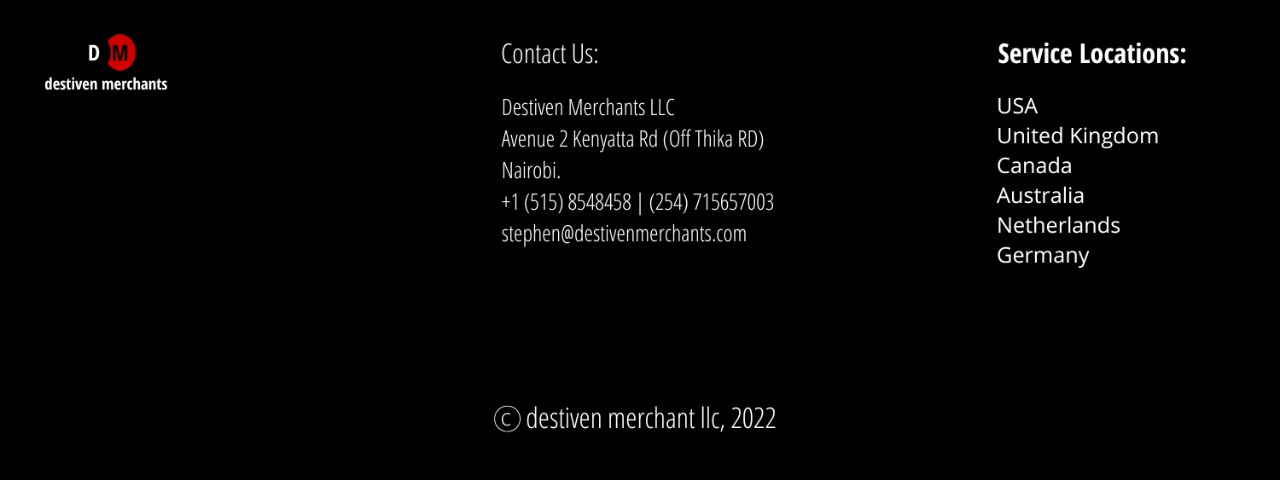 D M
destiven merchants
Contact Us:
Destiven Merchants LLC
Avenue 2 Kenyatta Rd (Off Thika RD)
Nairobi.
+1 (515) 8548458 | (254) 715657003
stephen@destivenmerchants.com
Service Locations:
USA
United Kingdom
Canada
Australia
Netherlands
Germany
© destiven merchant llc, 2022